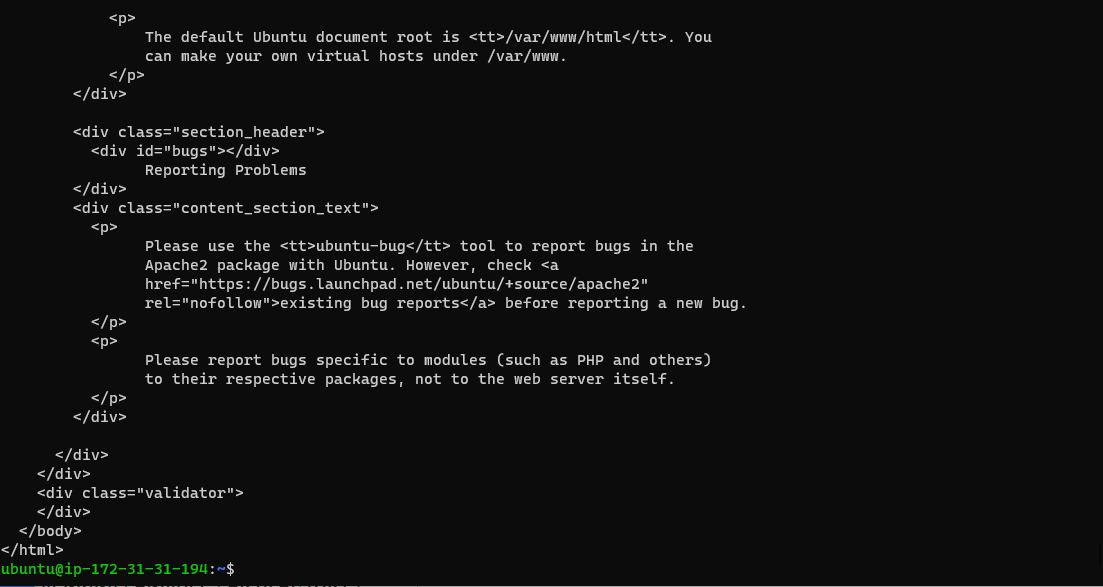 <p>
The default Ubuntu document root is <tt>/var/www/html</tt>. You
can make your own virtual hosts under /var/www.
</p>
</div>
<div class="section_header">
<div id="bugs"></div>
Reporting Problems
</div>
<div class="content_section_text">
<p>
Please use the <tt>ubuntu-bug</tt> tool to report bugs in the
Apache2 package with Ubuntu. However, check <a
href="https://bugs.launchpad.net/ubuntu/+source/apache2"
rel="nofollow">existing bug reports</a> before reporting a new bug.
</p>
<p>
Please report bugs specific to modules (such as PHP and others)
to their respective packages, not to the web server itself.
</p>
</div>
</div>
</div>
<div class="validator">
</div>
</body>
</html>
ubuntu@ip-172-31-31-194:~$